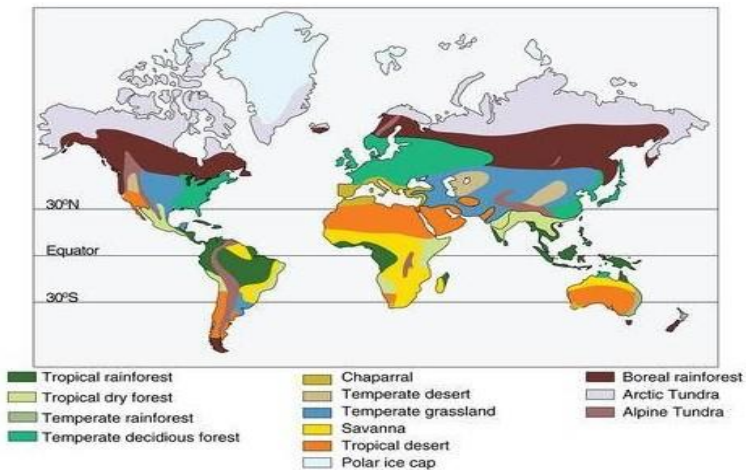 30ºN
Equator
30ºS
Tropical rainforest
Tropical dry forest
Temperate rainforest
Temperate decidious forest
Chaparral
Temperate desert
Temperate grassland
Savanna
Tropical desert
Polar ice cap
Boreal rainforest
Arctic Tundra
Alpine Tundra